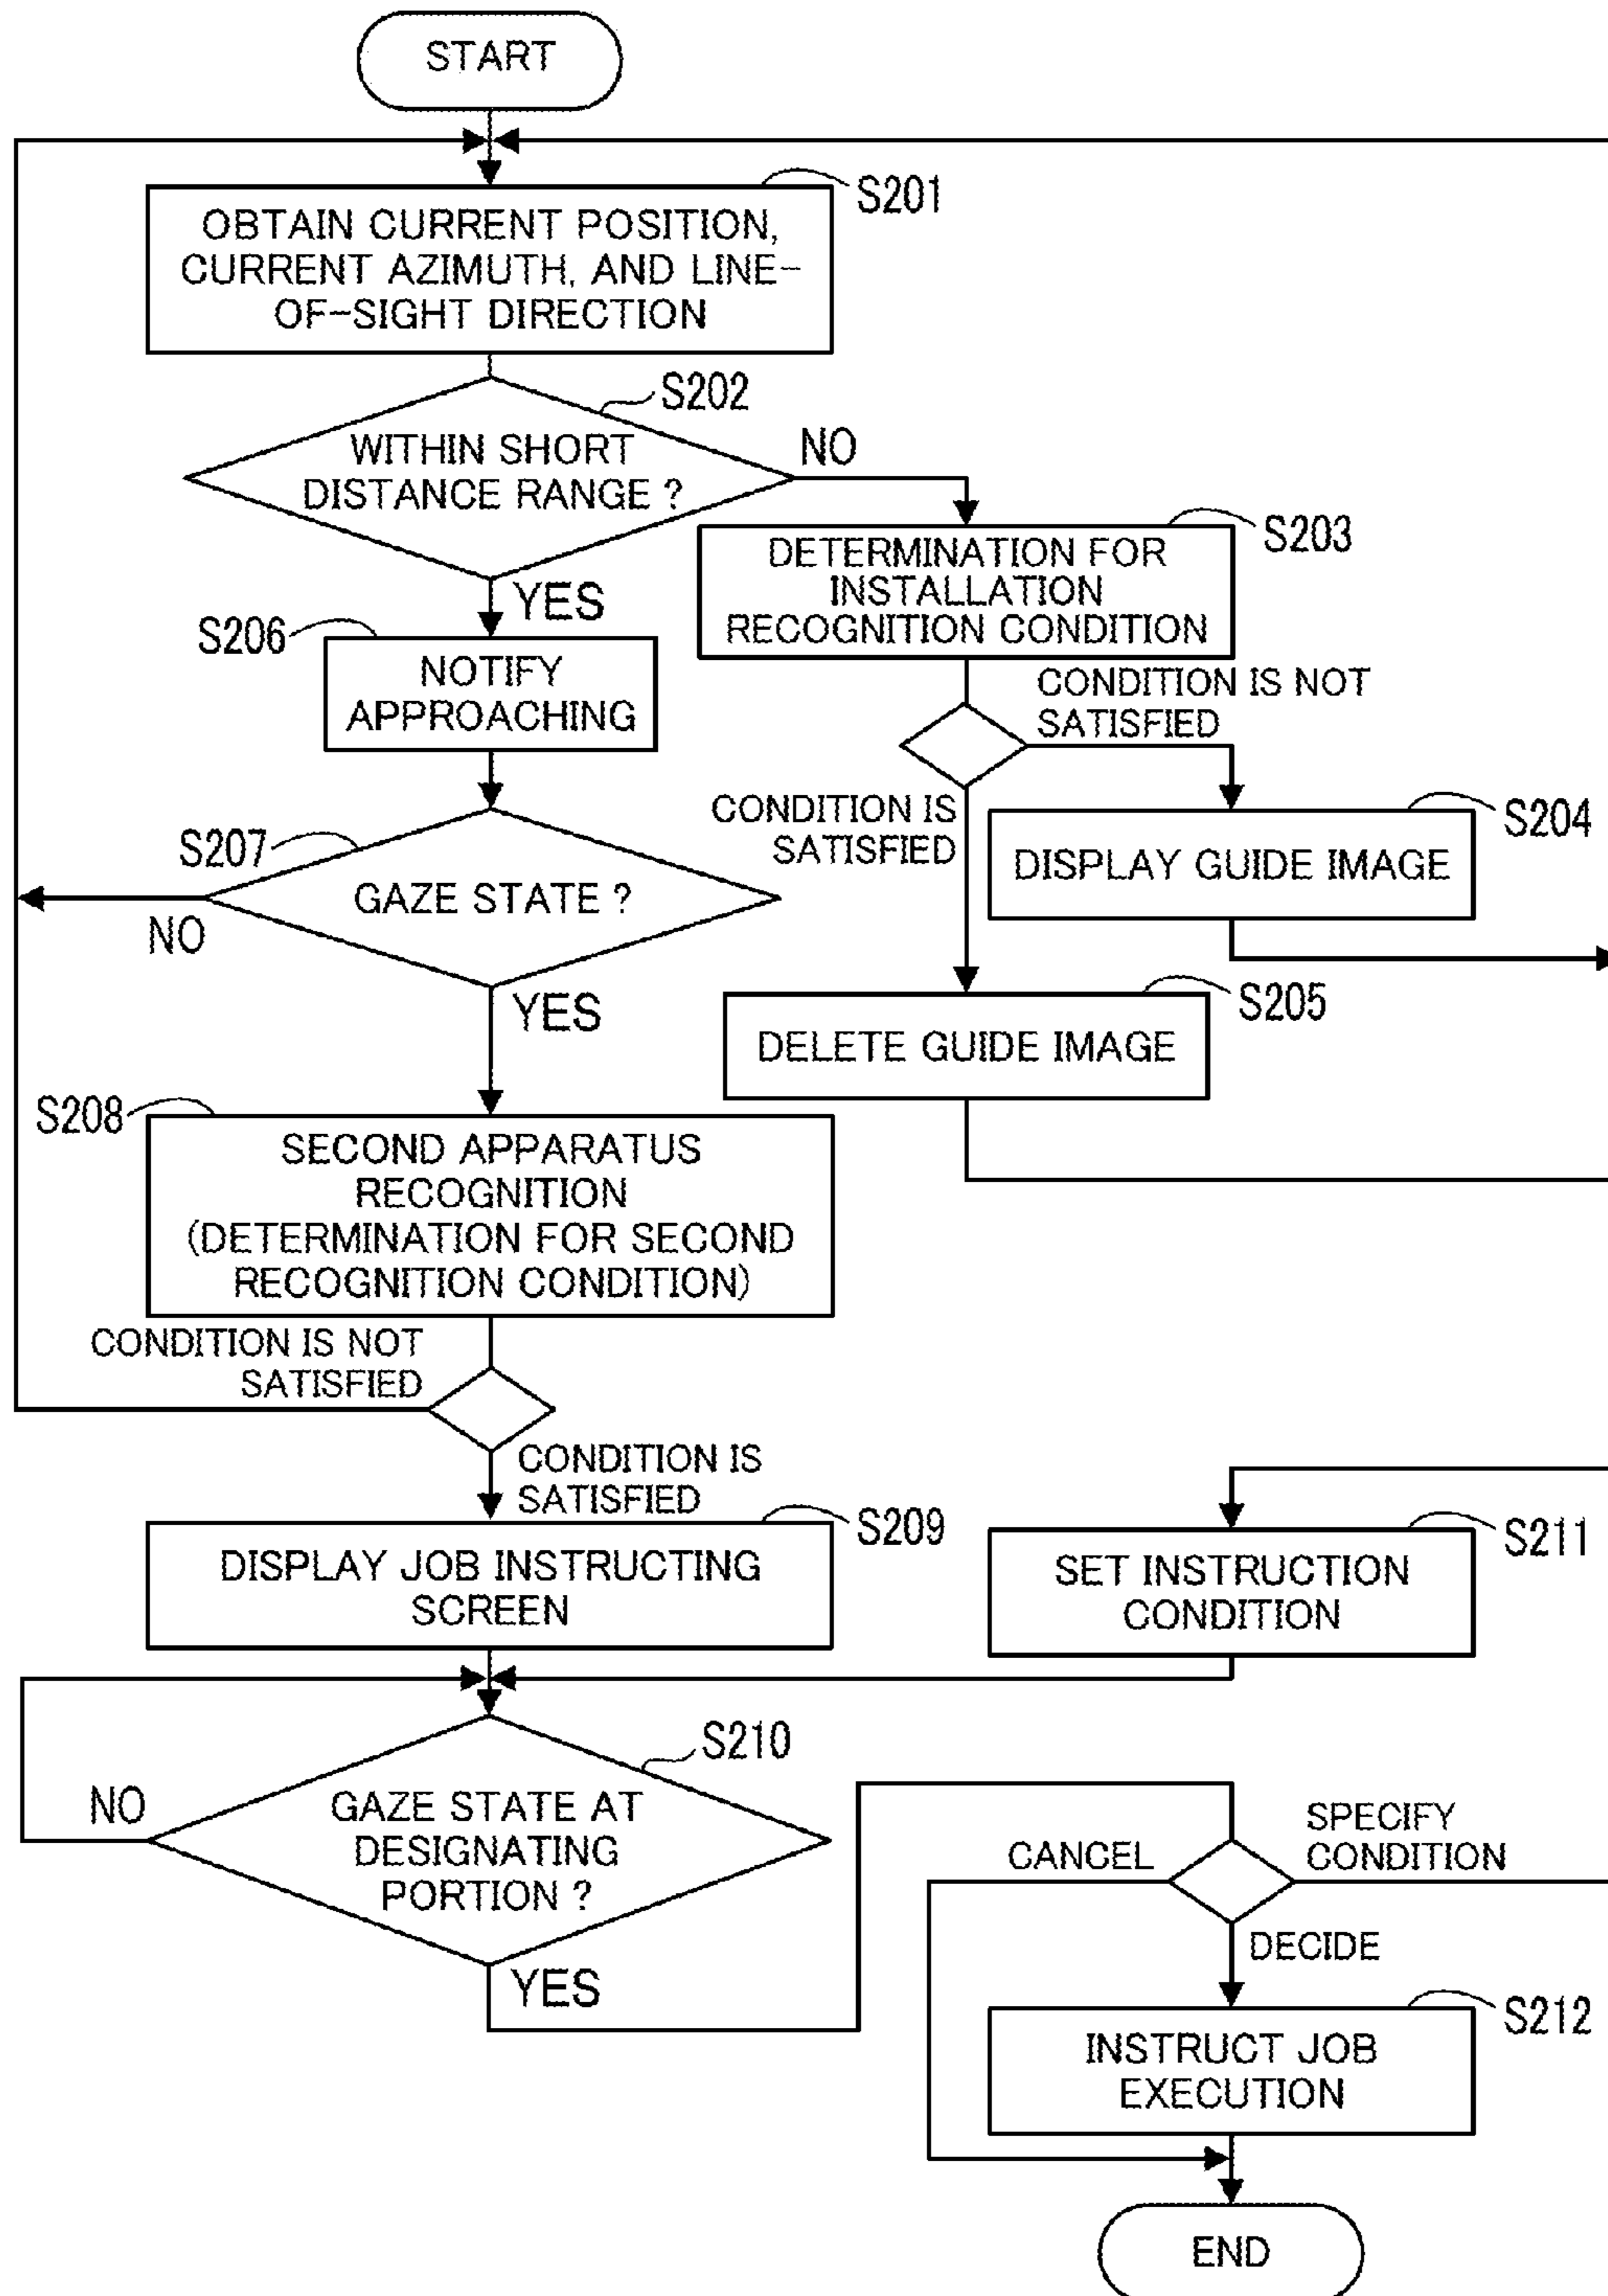 START
S201
OBTAIN CURRENT POSITION,
CURRENT AZIMUTH, AND LINE-
OF-SIGHT DIRECTION
S202
WITHIN SHORT
DISTANCE RANGE ?
NO
YES
S203
DETERMINATION FOR
INSTALLATION
RECOGNITION CONDITION
CONDITION IS NOT
SATISFIED
CONDITION IS
SATISFIED
S204
DISPLAY GUIDE IMAGE
S205
DELETE GUIDE IMAGE
S206
NOTIFY
APPROACHING
S207
GAZE STATE ?
NO
YES
S208
SECOND APPARATUS
RECOGNITION
(DETERMINATION FOR SECOND
RECOGNITION CONDITION)
CONDITION IS NOT
SATISFIED
CONDITION IS
SATISFIED
S209
DISPLAY JOB INSTRUCTING
SCREEN
S211
SET INSTRUCTION
CONDITION
S210
GAZE STATE AT
DESIGNATING
PORTION ?
NO
YES
CANCEL
SPECIFY
CONDITION
DECIDE
S212
INSTRUCT JOB
EXECUTION
END